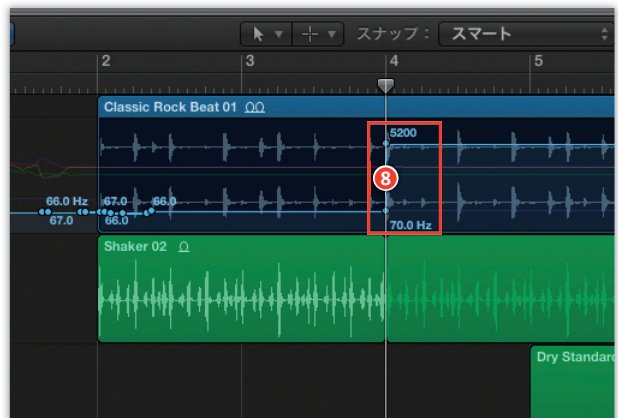 スナップ： スマート
2 3 4 5
Classic Rock Beat 01
5200
8
66.0 Hz 67.0 66.0
67.0 66.0
70.0 Hz
Shaker 02
Dry Standard